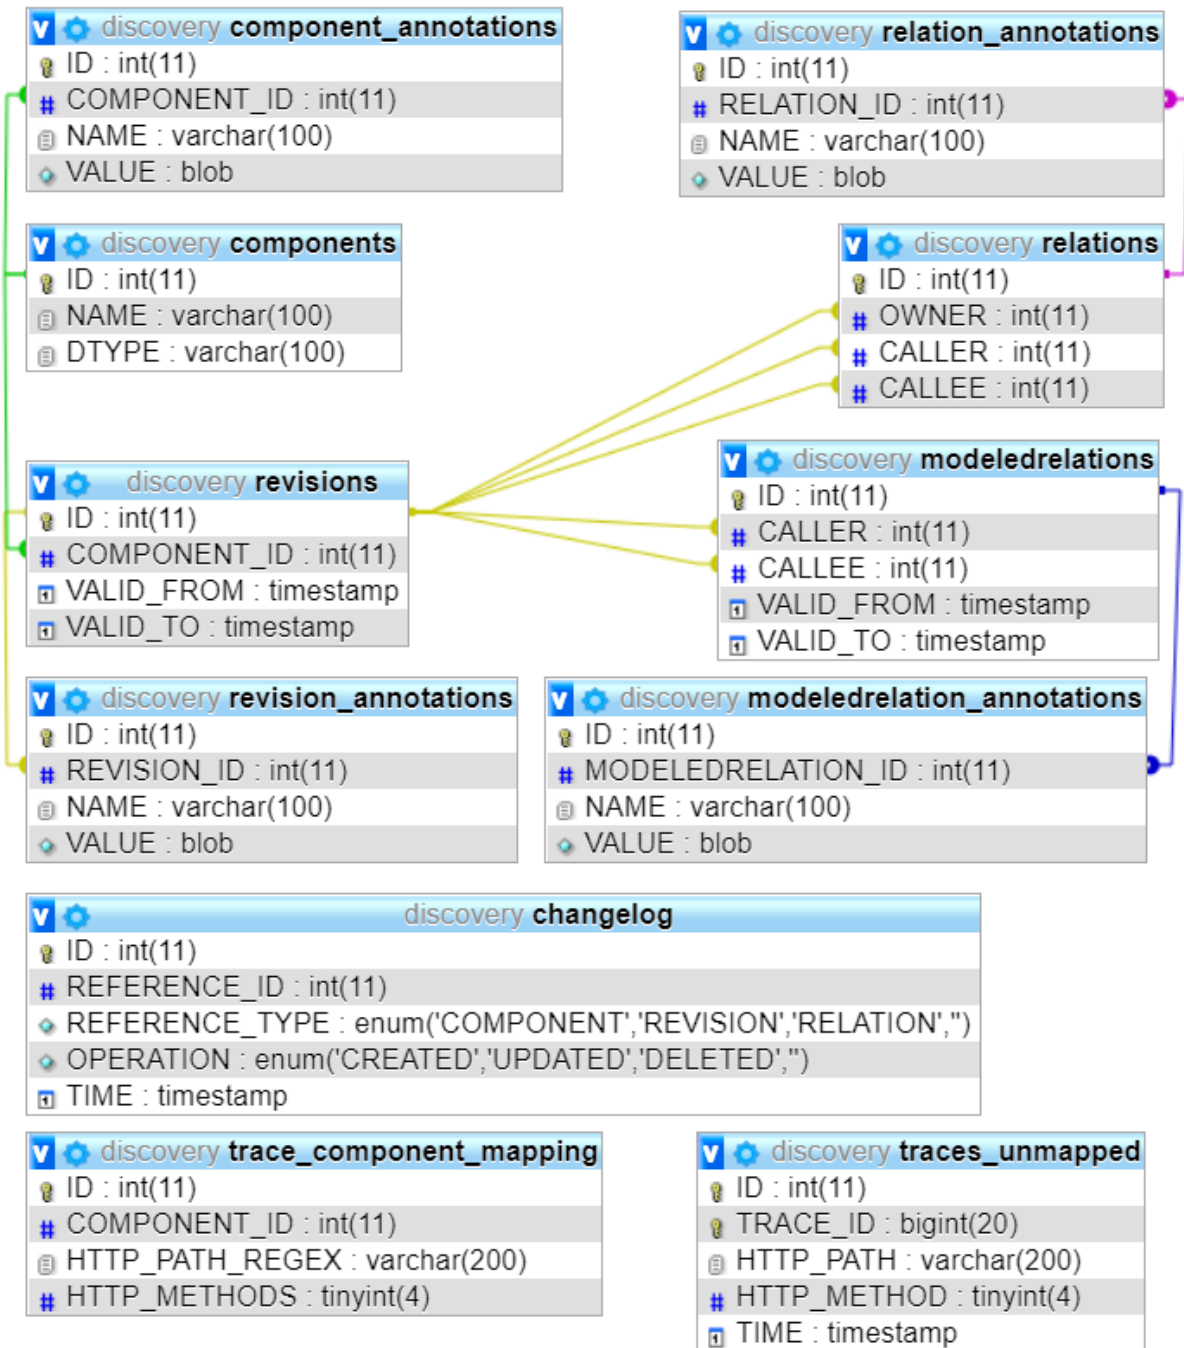 discovery component_annotations
ID : int(11)
COMPONENT_ID : int(11)
NAME : varchar(100)
VALUE : blob
discovery relation_annotations
ID : int(11)
RELATION_ID : int(11)
NAME : varchar(100)
VALUE : blob
discovery components
ID : int(11)
NAME : varchar(100)
DTYPE : varchar(100)
discovery relations
ID : int(11)
OWNER : int(11)
CALLER : int(11)
CALLEE : int(11)
discovery revisions
ID : int(11)
COMPONENT_ID : int(11)
VALID_FROM : timestamp
VALID_TO : timestamp
discovery modeledrelations
ID : int(11)
CALLER : int(11)
CALLEE : int(11)
VALID_FROM : timestamp
VALID_TO : timestamp
discovery revision_annotations
ID : int(11)
REVISION_ID : int(11)
NAME : varchar(100)
VALUE : blob
discovery modeledrelation_annotations
ID : int(11)
MODELEDRELATION_ID : int(11)
NAME : varchar(100)
VALUE : blob
discovery changelog
ID : int(11)
REFERENCE_ID : int(11)
REFERENCE_TYPE : enum('COMPONENT','REVISION','RELATION','')
OPERATION : enum('CREATED','UPDATED','DELETED','')
TIME : timestamp
discovery trace_component_mapping
ID : int(11)
COMPONENT_ID : int(11)
HTTP_PATH_REGEX : varchar(200)
HTTP_METHODS : tinyint(4)
discovery traces_unmapped
ID : int(11)
TRACE_ID : bigint(20)
HTTP_PATH : varchar(200)
HTTP_METHOD : tinyint(4)
TIME : timestamp